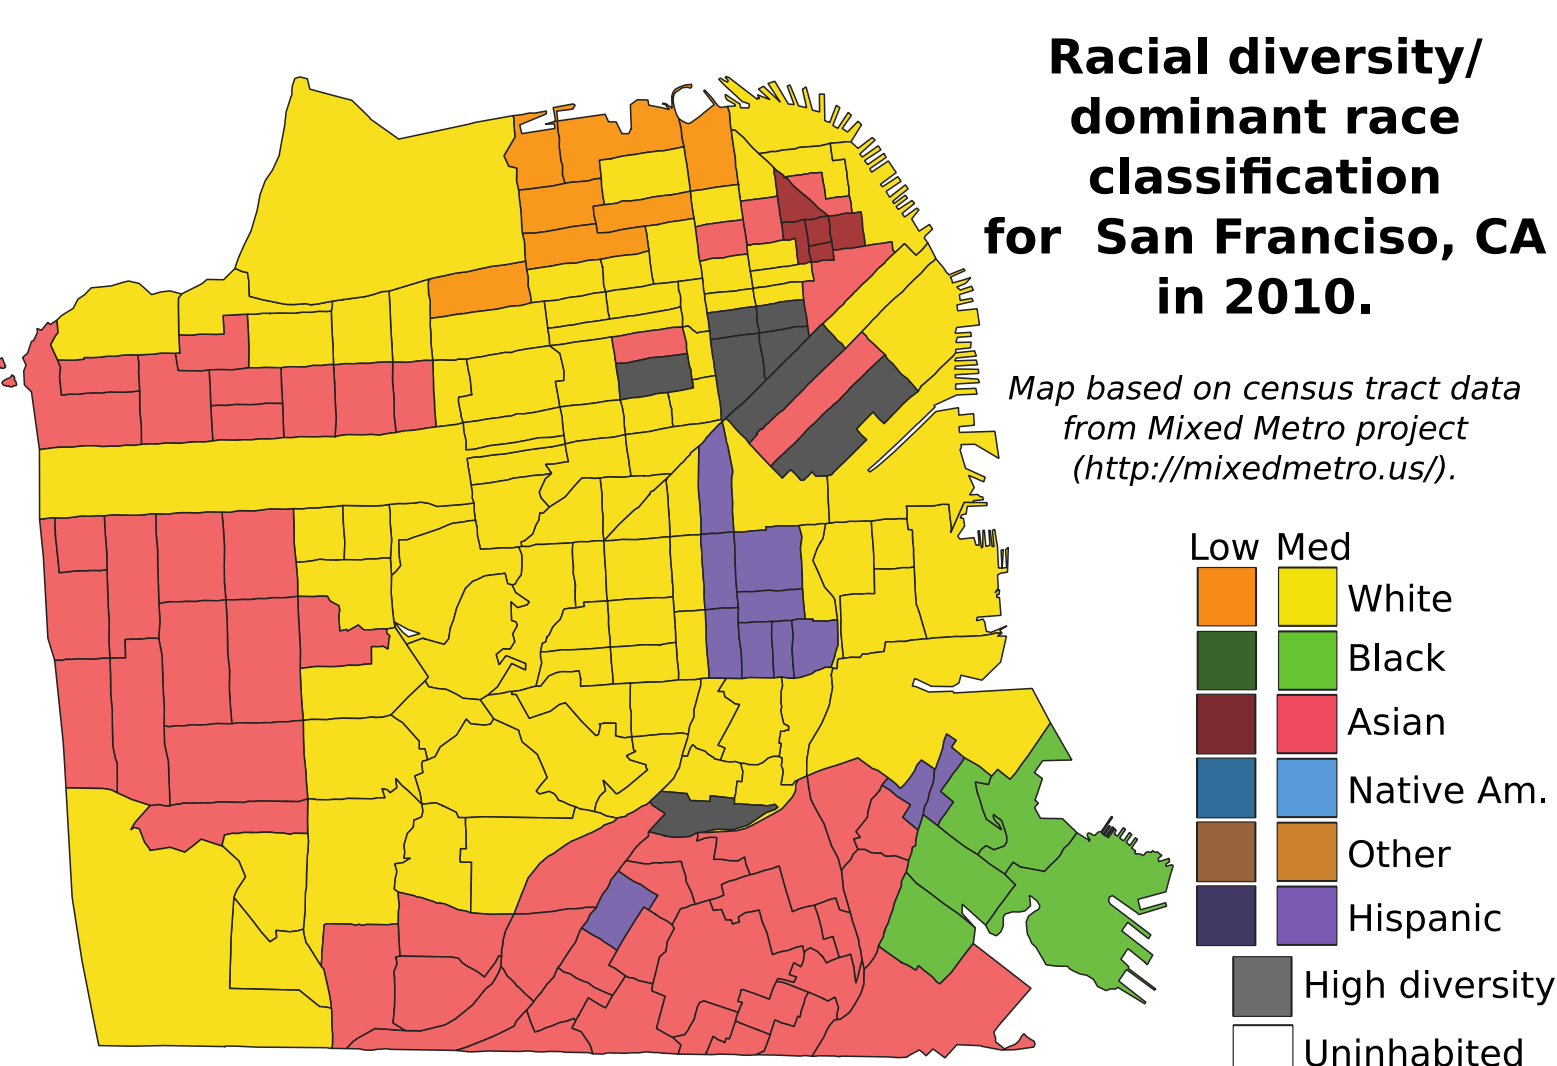 Racial diversity/
dominant race
classification
for San Franciso, CA
in 2010.
Map based on census tract data
from Mixed Metro project
(http://mixedmetro.us/).
Low Med
White
Black
Asian
Native Am.
Other
Hispanic
High diversity
Uninhabited